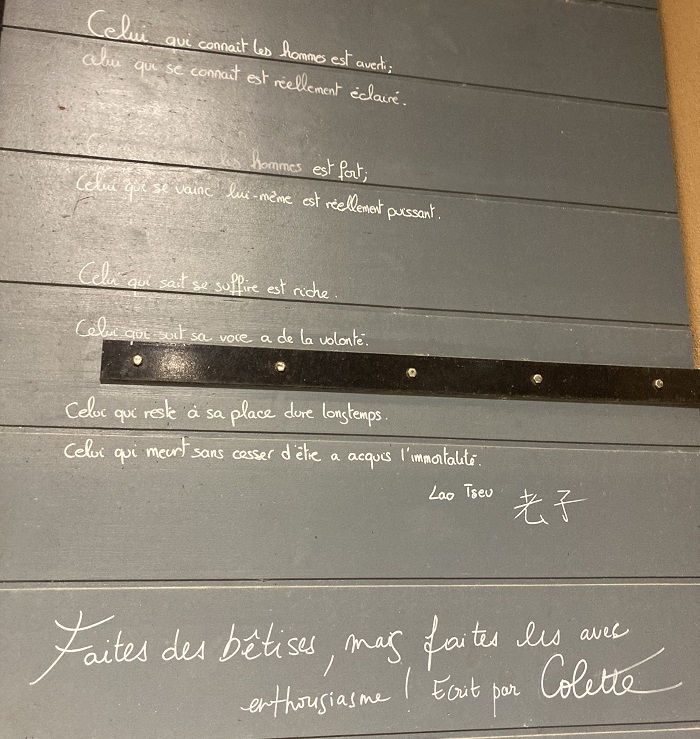 Celui qui connait les hommes est averti;
celui qui se connait est réellement éclairé.
les hommes est fort;
Celui qui se vainc lui-même est réellement puissant.
Celui qui sait se suffire est riche.
Celui qui suit sa voie a de la volonté.
Celui qui reste à sa place dure longtemps.
Celui qui meurt sans cesser d'être a acquis l'immortalité.
Lao Tseu 老子
Faites des bêtises, mais faites les avec
enthousiasme! Ecrit par Colette